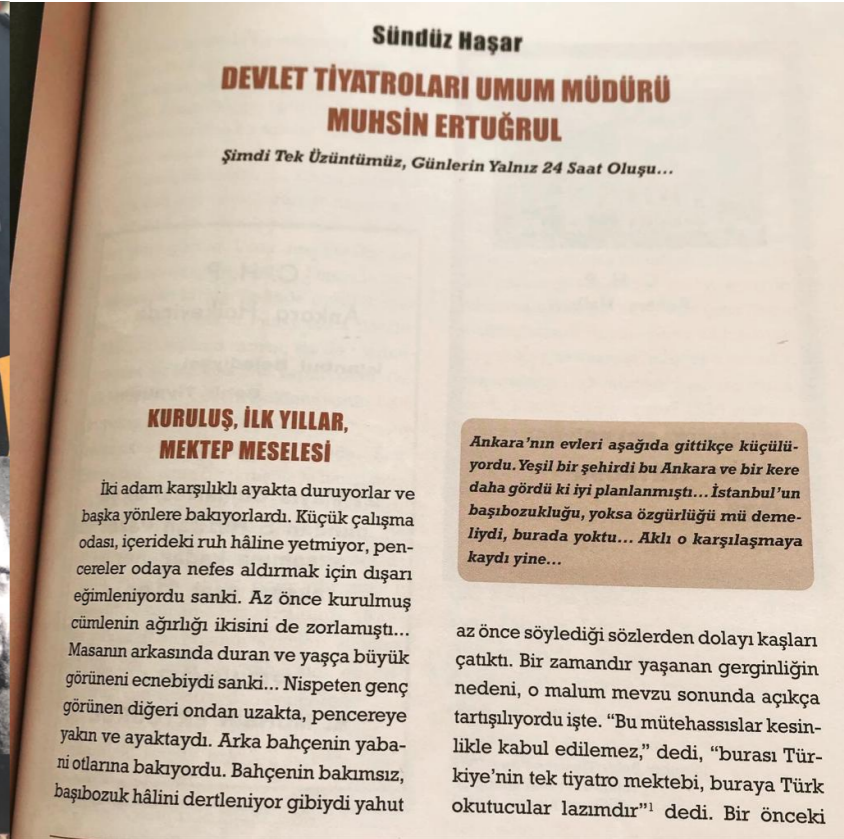 Sündüz Haşar
DEVLET TİYATROLARI UMUM MÜDÜRÜ
MUHSİN ERTUĞRUL
Şimdi Tek Üzüntümüz, Günlerin Yalnız 24 Saat Oluşu...
KURULUŞ, İLK YILLAR,
MEKTEP MESELESİ
İki adam karşılıklı ayakta duruyorlar ve
başka yönlere bakıyorlardı. Küçük çalışma
odası, içerideki ruh hâline yetmiyor, pen-
cereler odaya nefes aldırmak için dışarı
eğimleniyordu sanki. Az önce kurulmuş
cümlenin ağırlığı ikisini de zorlamıştı...
Masanın arkasında duran ve yaşça büyük
görüneni ecnebiydi sanki... Nispeten genç
görünen diğeri ondan uzakta, pencereye
yakın ve ayaktaydı. Arka bahçenin yaba-
ni otlarına bakıyordu. Bahçenin bakımsız,
başıbozuk hâlini dertleniyor gibiydi yahut
Ankara'nın evleri aşağıda gittikçe küçülü-
yordu. Yeşil bir şehirdi bu Ankara ve bir kere
daha gördü ki iyi planlanmıştı... İstanbul'un
başıbozukluğu, yoksa özgürlüğü mü deme-
liydi, burada yoktu... Aklı o karşılaşmaya
kaydı yine...
az önce söylediği sözlerden dolayı kaşları
çatıktı. Bir zamandır yaşanan gerginliğin
nedeni, o malum mevzu sonunda açıkça
tartışılıyordu işte. "Bu mütehassıslar kesin-
likle kabul edilemez," dedi, "burası Tür-
kiye'nin tek tiyatro mektebi, buraya Türk
okutucular lazımdır"¹ dedi. Bir önceki